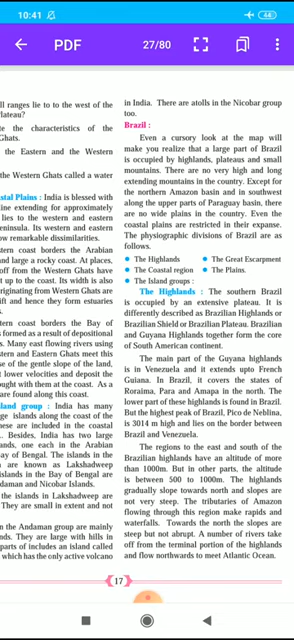 10:41
44
PDF
27/80
ll ranges lie to to the west of the
lateau?
te the characteristics of the
Ghats.
the Eastern and the Western
the Western Ghats called a water
stal Plains : India is blessed with
ine extending for approximately
lies to the western and eastern
eninsula. Its western and eastern
ow remarkable dissimilarities.
stern coast borders the Arabian
and large a rocky coast. At places,
off from the Western Ghats have
t up to the coast. Its width is also
riginating from Western Ghats are
ift and hence they form estuaries
s.
tern coast borders the Bay of
s formed as a result of depositional
s. Many east flowing rivers using
stern and Eastern Ghats meet this
se of the gentle slope of the land,
t lower velocities and deposit the
ought with them at the coast. As a
are found along this coast.
land group : India has many
ge islands along the coast of the
hese are included in the coastal
.. Besides, India has two large
nds, one each in the Arabian
ay of Bengal. The islands in the
a are known as Lakshadweep
islands in the Bay of Bengal are
daman and Nicobar Islands.
the islands in Lakshadweep are
They are small in extent and not
n the Andaman group are mainly
nds. They are large with hills in
parts of includes an island called
which has the only active volcano
in India. There are atolls in the Nicobar group
too.
Brazil :
Even a cursory look at the map will
make you realize that a large part of Brazil
is occupied by highlands, plateaus and small
mountains. There are no very high and long
extending mountains in the country. Except for
the northern Amazon basin and in southwest
along the upper parts of Paraguay basin, there
are no wide plains in the country. Even the
coastal plains are restricted in their expanse.
The physiographic divisions of Brazil are as
follows.
• The Highlands • The Great Escarpment
• The Coastal region • The Plains.
• The Island groups :
The Highlands : The southern Brazil
is occupied by an extensive plateau. It is
differently described as Brazilian Highlands or
Brazilian Shield or Brazilian Plateau. Brazilian
and Guyana Highlands together form the core
of South American continent.
The main part of the Guyana highlands
is in Venezuela and it extends upto French
Guiana. In Brazil, it covers the states of
Roraima, Para and Amapa in the north. The
lower part of these highlands is found in Brazil.
But the highest peak of Brazil, Pico de Neblina,
is 3014 m high and lies on the border between
Brazil and Venezuela.
The regions to the east and south of the
Brazilian highlands have an altitude of more
than 1000m. But in other parts, the altitude
is between 500 to 1000m. The highlands
gradually slope towards north and slopes are
not very steep. The tributaries of Amazon
flowing through this region make rapids and
waterfalls. Towards the north the slopes are
steep but not abrupt. A number of rivers take
off from the terminal portion of the highlands
and flow northwards to meet Atlantic Ocean.
17